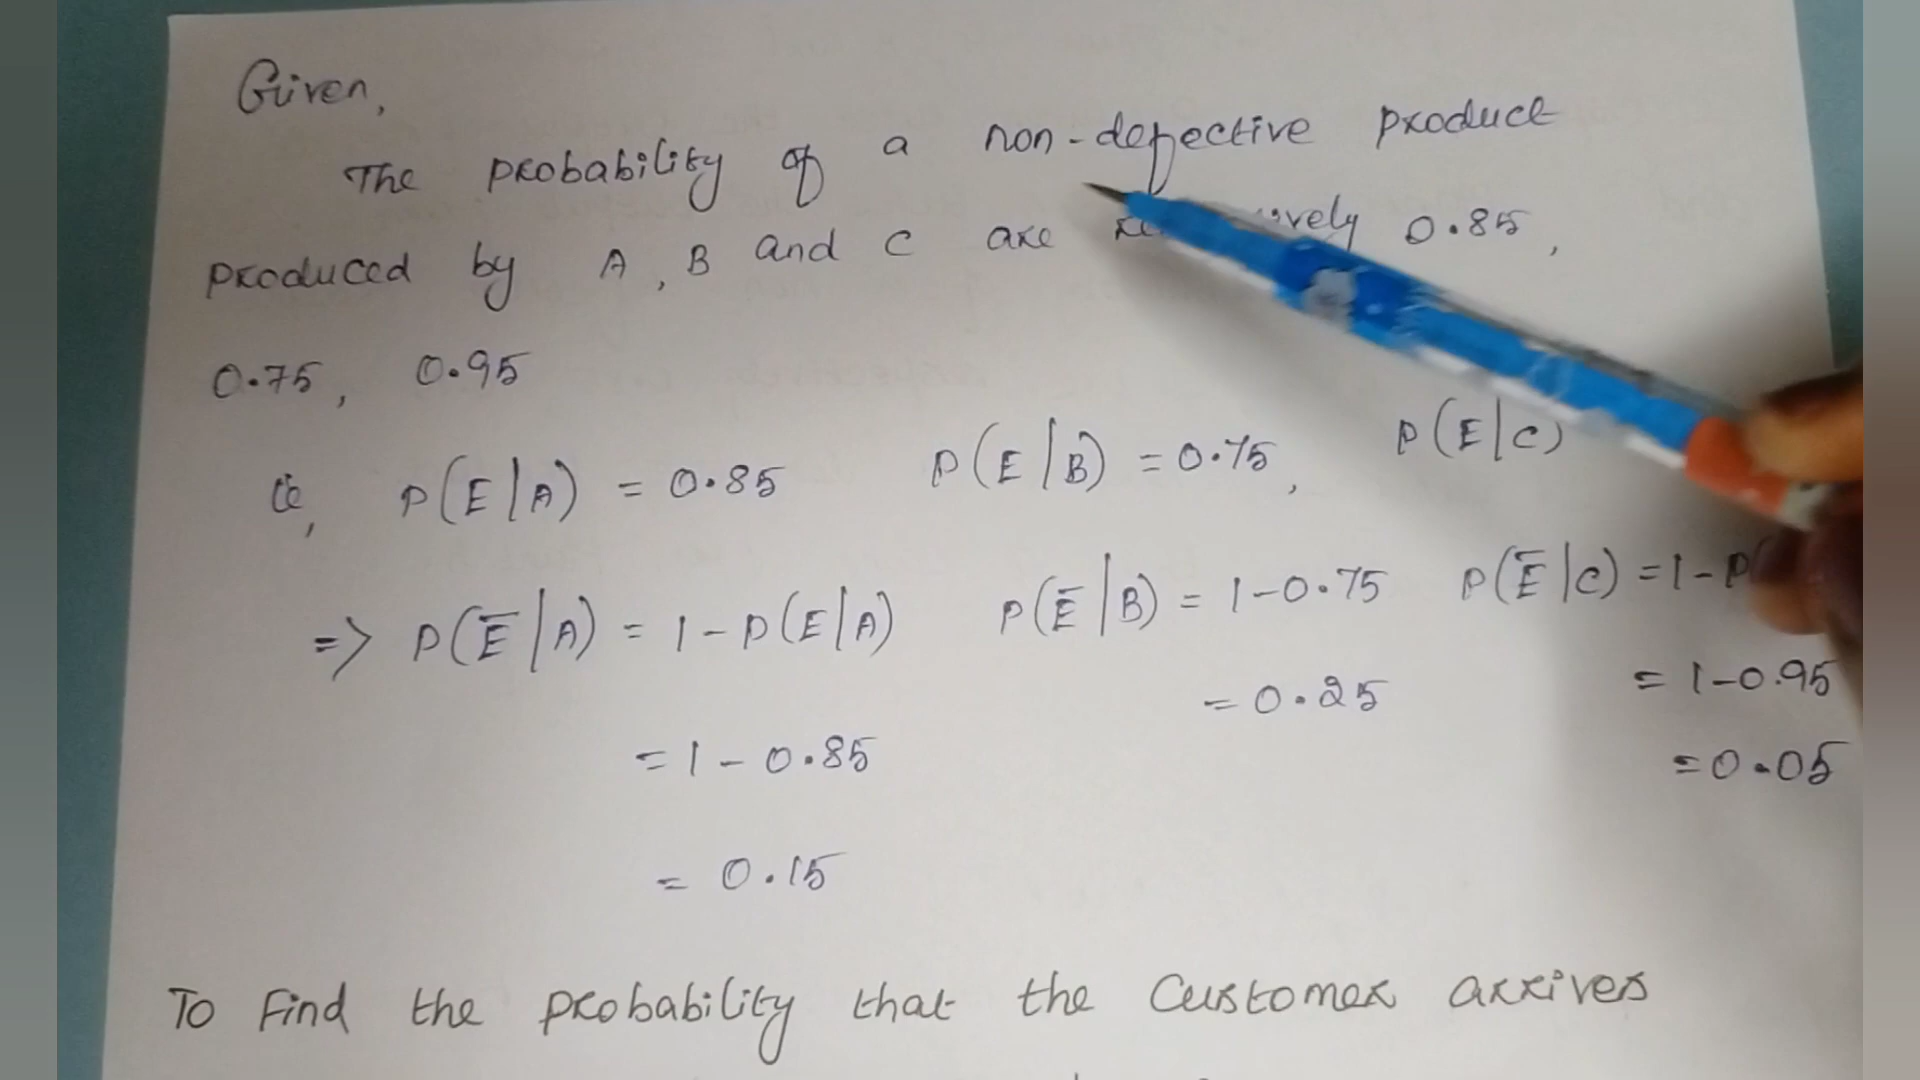 Given,
The probability of a non-defective product
produced by A, B and C are 0.85,
0.75, 0.95
ie, P(E/A) = 0.85 P(E/B) = 0.75, P(E/C)
=> P(Ē/A) = 1-P(E/A) P(Ē/B) = 1-0.75 P(Ē/C) = 1-P
= 0.25 = 1-0.95
= 1-0.85 = 0.05
= 0.15
To Find the probability that the customer arrives